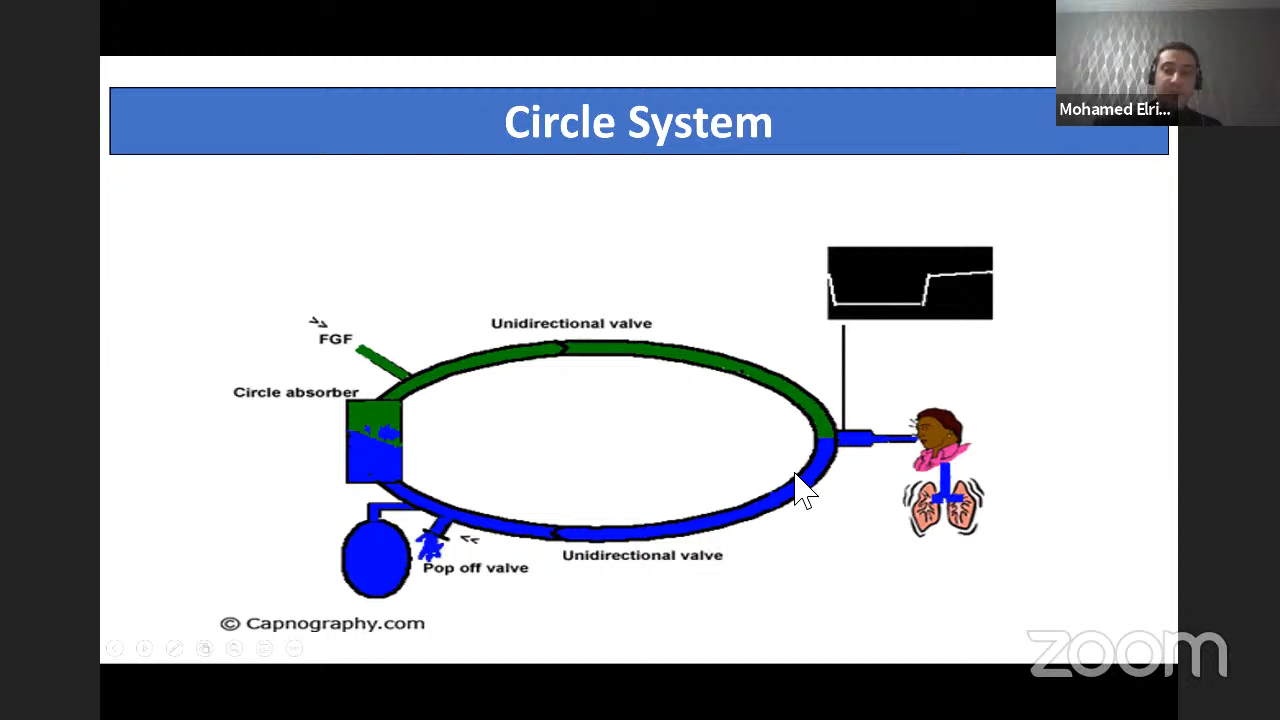 Circle System
Mohamed Elri...
Unidirectional valve
FGF
Circle absorber
Unidirectional valve
Pop off valve
© Capnography.com
zoom